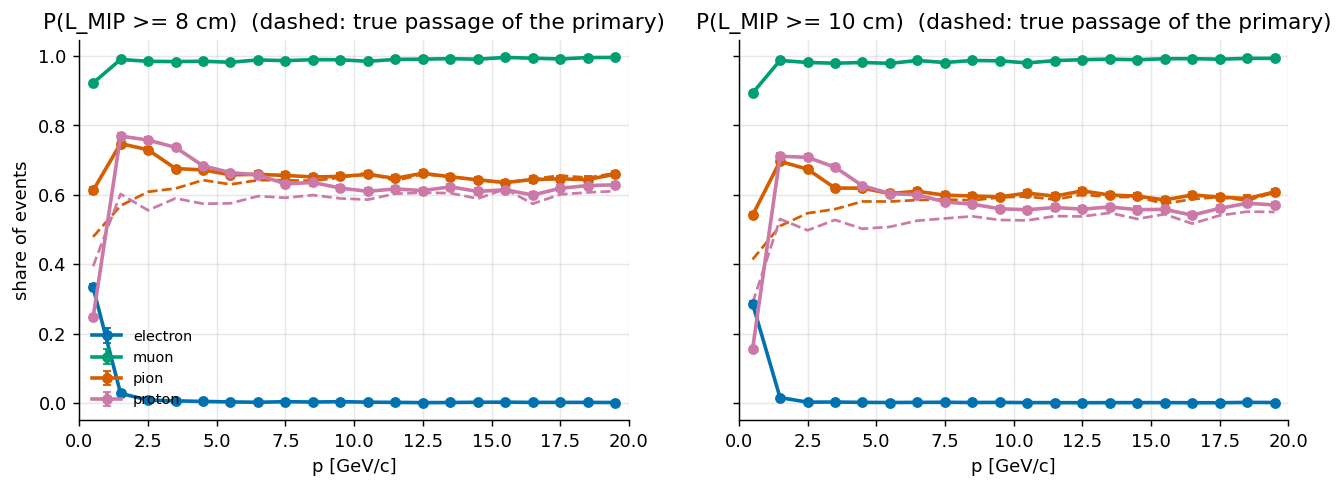 P(L_MIP >= 8 cm)  (dashed: true passage of the primary)
P(L_MIP >= 10 cm)  (dashed: true passage of the primary)
share of events
1.0
0.8
0.6
0.4
0.2
0.0
electron
muon
pion
proton
0.0 2.5 5.0 7.5 10.0 12.5 15.0 17.5 20.0
p [GeV/c]
0.0 2.5 5.0 7.5 10.0 12.5 15.0 17.5 20.0
p [GeV/c]